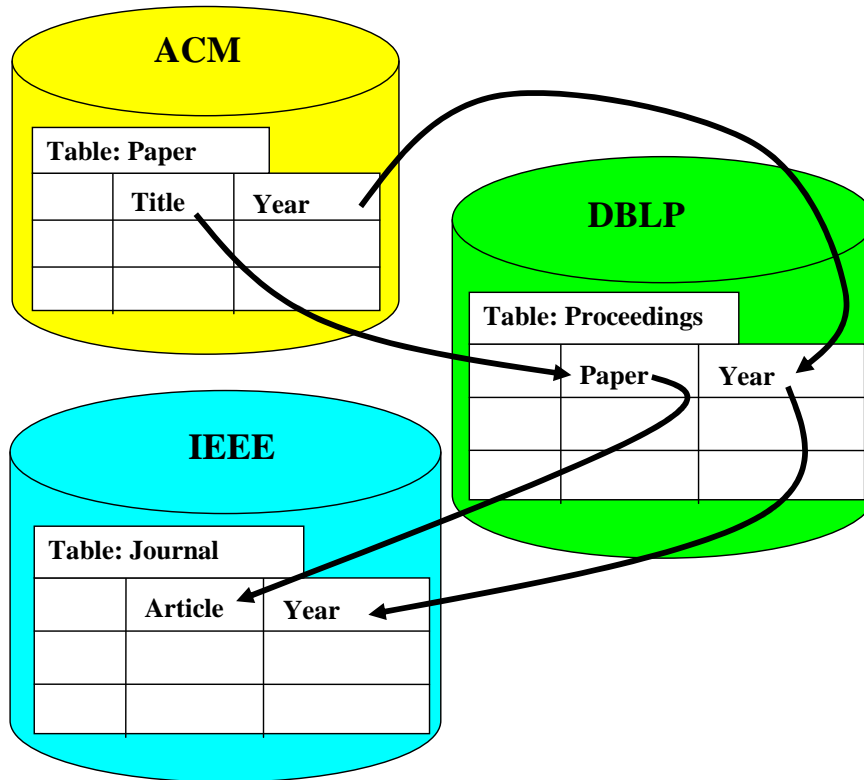 ACM
Table: Paper
Title Year
DBLP
Table: Proceedings
Paper Year
IEEE
Table: Journal
Article Year